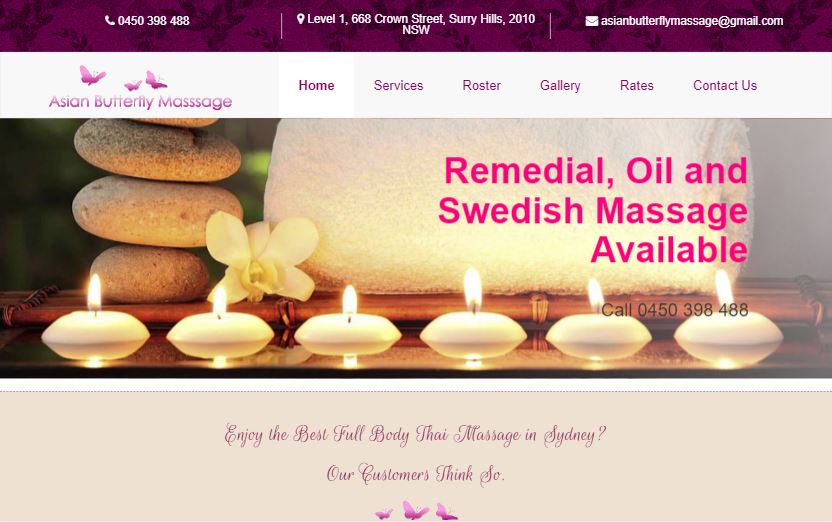 0450 398 488
Level 1, 668 Crown Street, Surry Hills, 2010
NSW
asianbutterflymassage@gmail.com
Asian Butterfly Masssage
Home
Services
Roster
Gallery
Rates
Contact Us
Remedial, Oil and
Swedish Massage
Available
Call 0450 398 488
Enjoy the Best Full Body Thai Massage in Sydney?
Our Customers Think So.